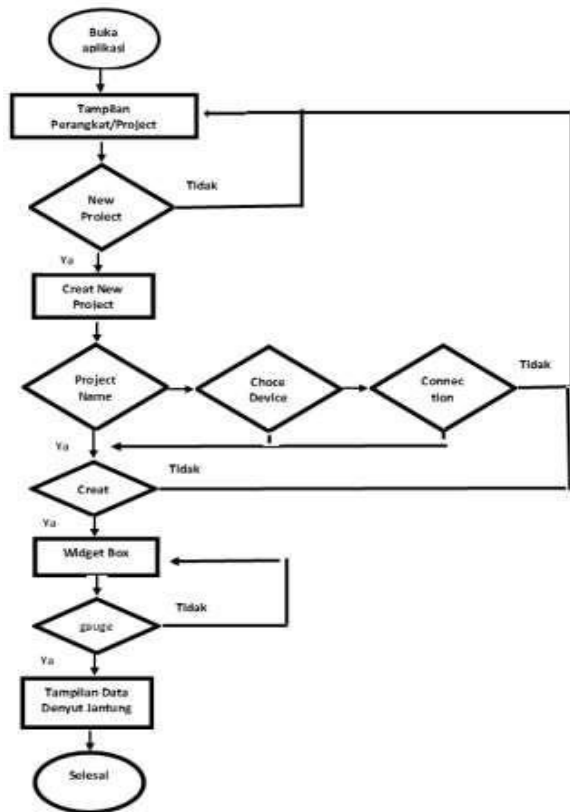 Buka
aplikasi
Tampilan
Perangkat/Project
Tidak
New
Project
Ya
Creat New
Project
Project
Name
Choce
Device
Connec
tion
Tidak
Ya
Tidak
Creat
Ya
Widget Box
Tidak
gauge
Ya
Tampilan Data
Denyut Jantung
Selesai